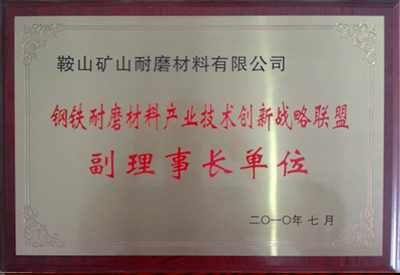 鞍山矿山耐磨材料有限公司
钢铁耐磨材料产业技术创新战略联盟
副理事长单位
二〇一〇年七月